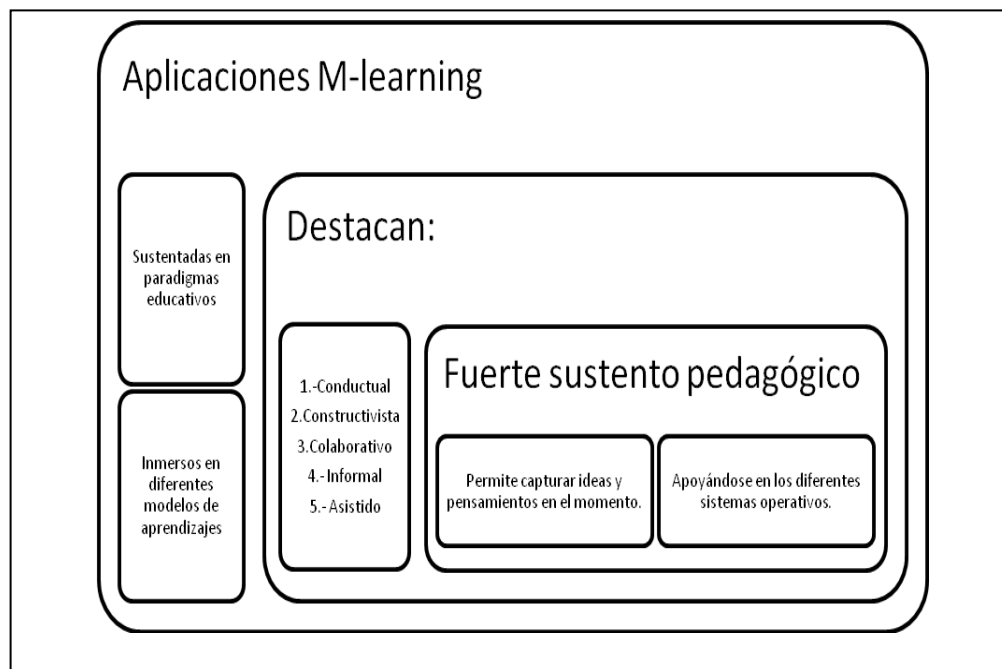 Aplicaciones M-learning
Sustentadas en
paradigmas
educativos
Inmersos en
diferentes
modelos de
aprendizajes
Destacan:
1.-Conductual
2.Constructivista
3.Colaborativo
4.-Informal
5.- Asistido
Fuerte sustento pedagógico
Permite capturar ideas y
pensamientos en el momento.
Apoyándose en los diferentes
sistemas operativos.